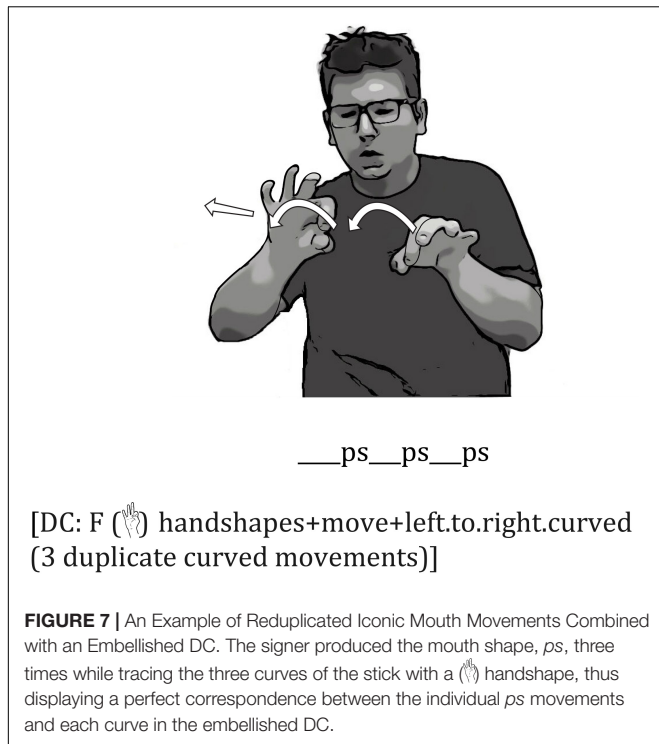 ___ps__ps__ps
[DC: F () handshapes+move+left.to.right.curved
(3 duplicate curved movements)]
FIGURE 7 | An Example of Reduplicated Iconic Mouth Movements Combined
with an Embellished DC. The signer produced the mouth shape, ps, three
times while tracing the three curves of the stick with a () handshape, thus
displaying a perfect correspondence between the individual ps movements
and each curve in the embellished DC.